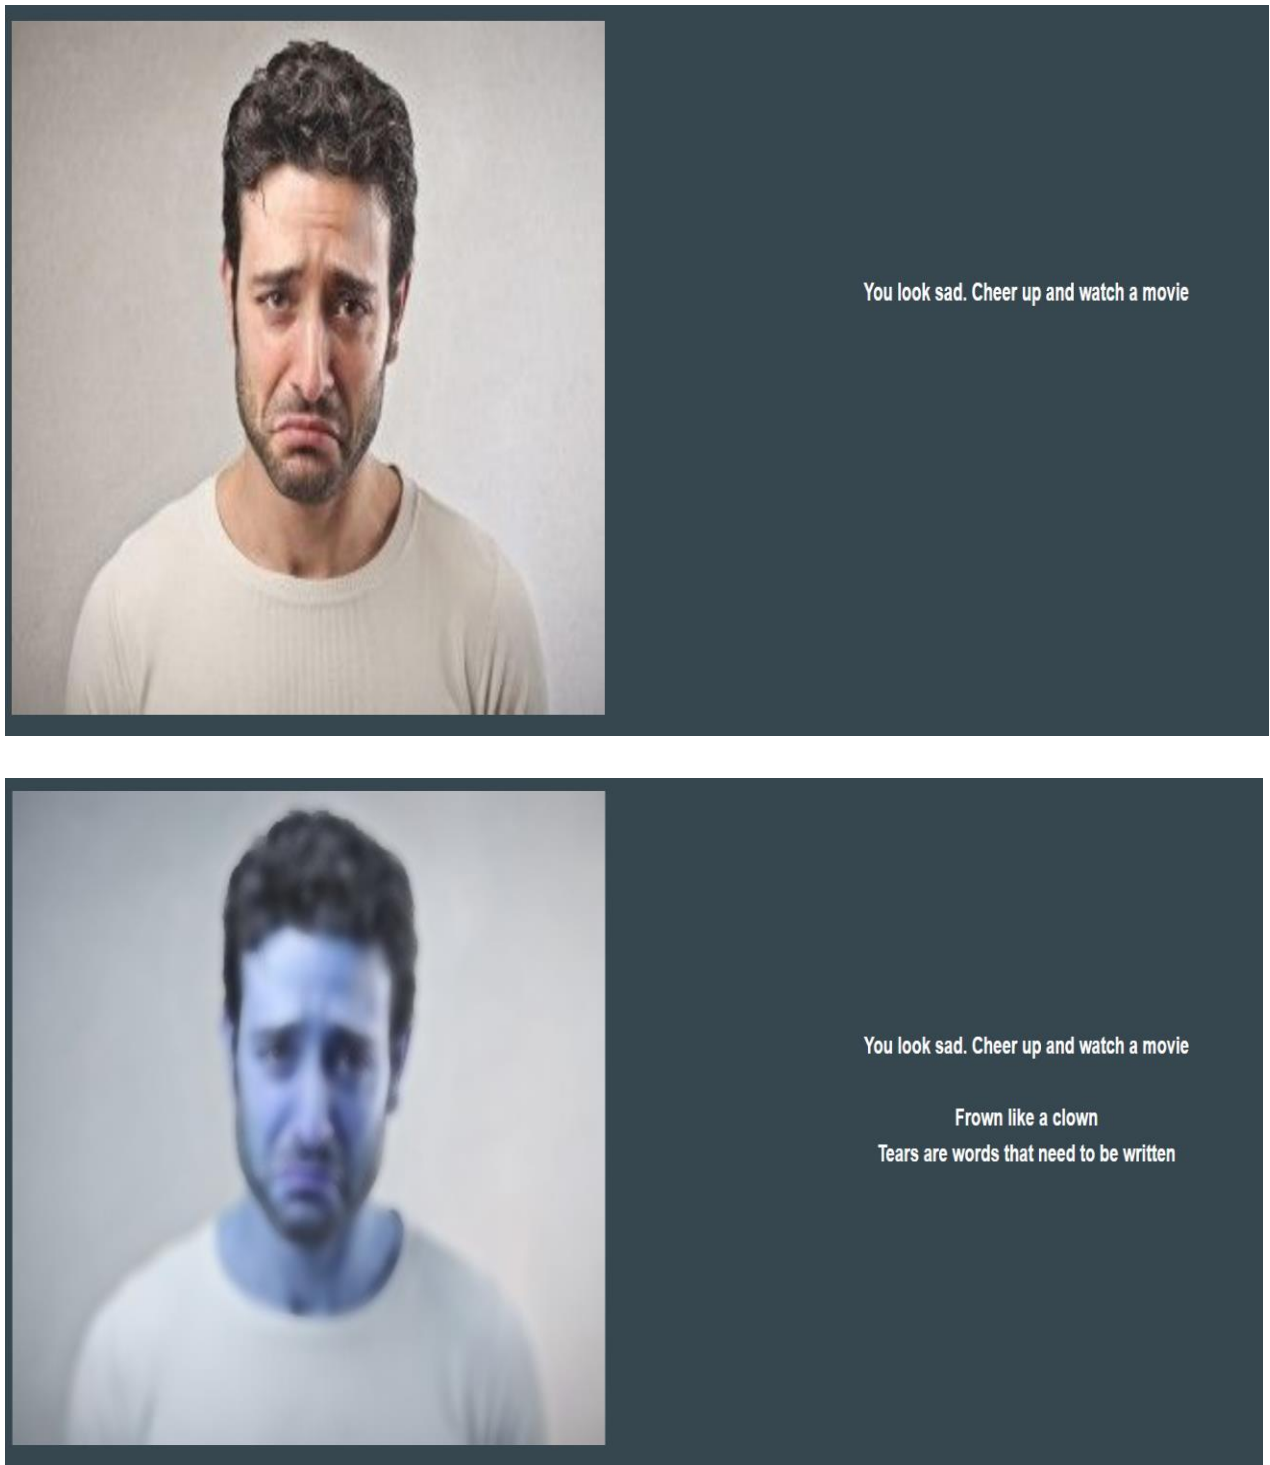 You look sad. Cheer up and watch a movie
You look sad. Cheer up and watch a movie
Frown like a clown
Tears are words that need to be written